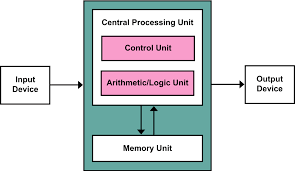 Central Processing Unit
Control Unit
Arithmetic/Logic Unit
Input
Device
Output
Device
Memory Unit